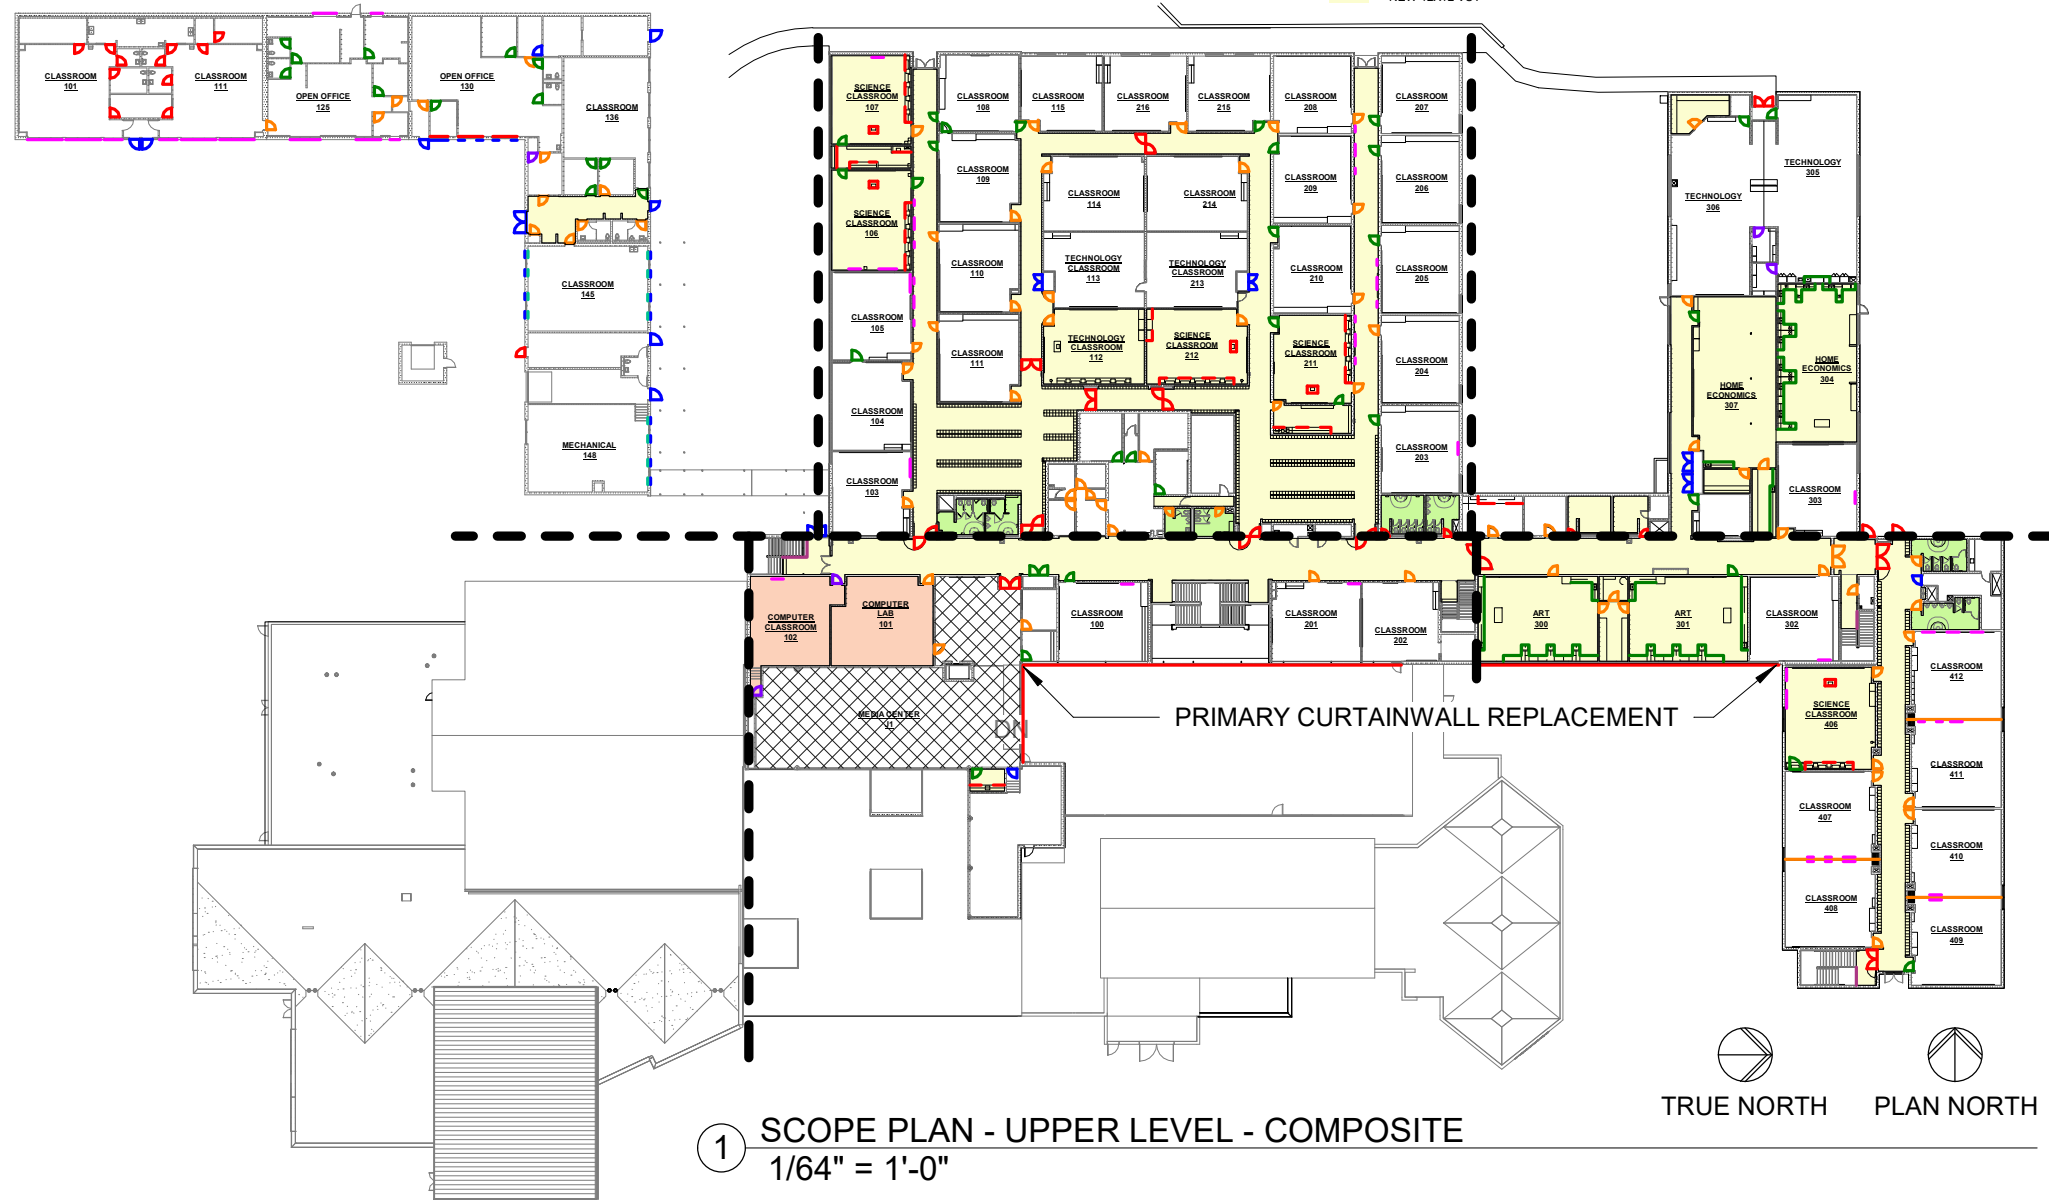 CLASSROOM
101
CLASSROOM
111
OPEN OFFICE
125
OPEN OFFICE
130
CLASSROOM
136
CLASSROOM
145
MECHANICAL
148
SCIENCE
CLASSROOM
107
SCIENCE
CLASSROOM
106
CLASSROOM
105
CLASSROOM
104
CLASSROOM
103
CLASSROOM
108
CLASSROOM
115
CLASSROOM
216
CLASSROOM
215
CLASSROOM
208
CLASSROOM
207
CLASSROOM
109
CLASSROOM
114
CLASSROOM
214
CLASSROOM
209
CLASSROOM
206
CLASSROOM
110
TECHNOLOGY
CLASSROOM
113
TECHNOLOGY
CLASSROOM
213
CLASSROOM
210
CLASSROOM
205
CLASSROOM
111
TECHNOLOGY
CLASSROOM
112
SCIENCE
CLASSROOM
212
SCIENCE
CLASSROOM
211
CLASSROOM
204
CLASSROOM
203
TECHNOLOGY
305
TECHNOLOGY
306
HOME
ECONOMICS
304
HOME
ECONOMICS
307
CLASSROOM
303
COMPUTER
CLASSROOM
102
COMPUTER
LAB
101
CLASSROOM
100
CLASSROOM
201
CLASSROOM
202
ART
300
ART
301
CLASSROOM
302
MEDIA CENTER
J1
DN
PRIMARY CURTAINWALL REPLACEMENT
SCIENCE
CLASSROOM
406
CLASSROOM
407
CLASSROOM
408
CLASSROOM
412
CLASSROOM
411
CLASSROOM
410
CLASSROOM
409
TRUE NORTH
PLAN NORTH
1
SCOPE PLAN - UPPER LEVEL - COMPOSITE
1/64" = 1'-0"